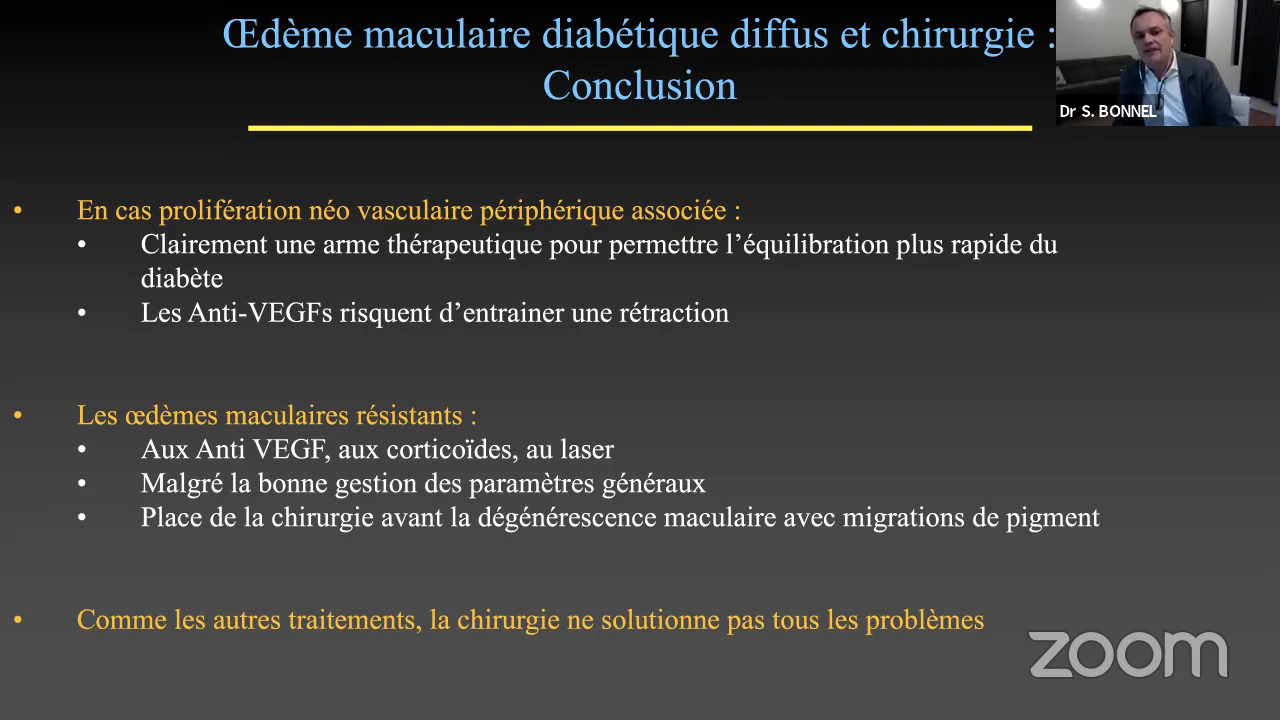 Œdème maculaire diabétique diffus et chirurgie :
Conclusion
Dr S. BONNEL
• En cas prolifération néo vasculaire périphérique associée :
• Clairement une arme thérapeutique pour permettre l’équilibration plus rapide du
diabète
• Les Anti-VEGFs risquent d’entrainer une rétraction
• Les œdèmes maculaires résistants :
• Aux Anti VEGF, aux corticoïdes, au laser
• Malgré la bonne gestion des paramètres généraux
• Place de la chirurgie avant la dégénérescence maculaire avec migrations de pigment
• Comme les autres traitements, la chirurgie ne solutionne pas tous les problèmes
zoom